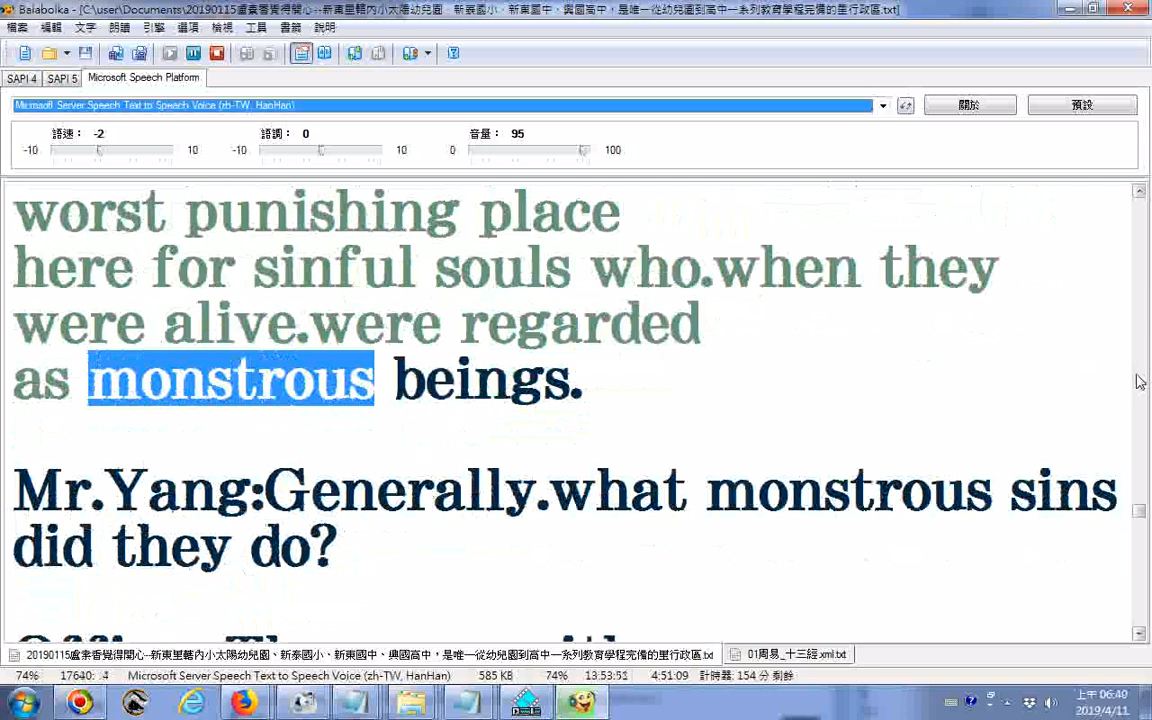 Balabolka - [C:\user\Documents\20190115盧素香覺得開心--新東里轄內小太陽幼兒園、新泰國小、新東國中、興國高中，是唯一從幼兒園到高中一系列教育學程完備的里行政區.txt]
檔案 編輯 文字 朗讀 引擎 選項 檢視 工具 書籤 說明
SAPI 4 SAPI 5 Microsoft Speech Platform
Microsoft Server Speech Text to Speech Voice (zh-TW, HanHan) 關於 預設
語速： -2 語調： 0 音量： 95
-10 10 -10 10 0 100
worst punishing place
here for sinful souls who.when they
were alive.were regarded
as monstrous beings.
Mr.Yang:Generally.what monstrous sins
did they do?
20190115盧素香覺得開心--新東里轄內小太陽幼兒園、新泰國小、新東國中、興國高中，是唯一從幼兒園到高中一系列教育學程完備的里行政區.txt 01周易_十三經.xml.txt
74% 17640: 4 Microsoft Server Speech Text to Speech Voice (zh-TW, HanHan) 585 KB 74% 13:53:51 4:51:09 計時器: 154 分 剩餘
上午 06:40
2019/4/11